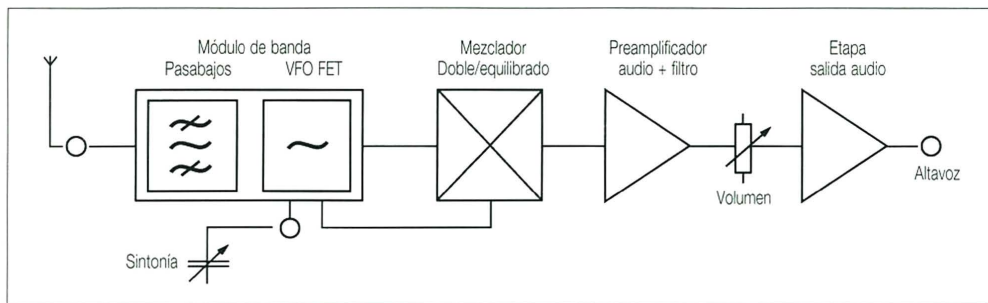 Módulo de banda
Pasabajos
VFO FET
Mezclador
Doble/equilibrado
Preamplificador
audio + filtro
Etapa
salida audio
Volumen
Altavoz
Sintonía